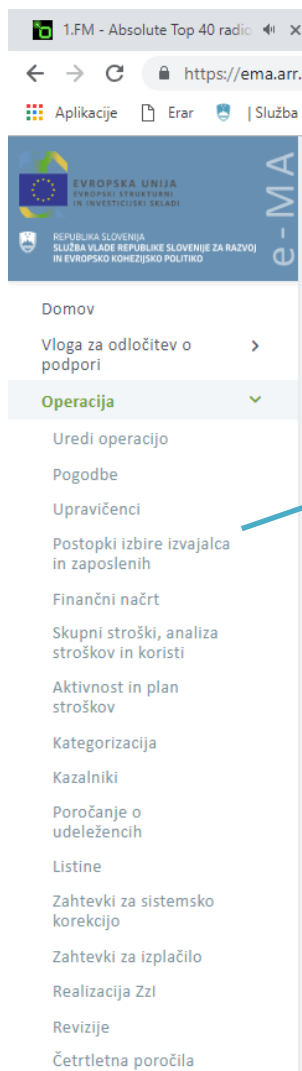 1.FM - Absolute Top 40 radio
https://ema.arr.
Aplikacije Erar | Služba
EVROPSKA UNIJA
EVROPSKI STRUKTURNI
IN INVESTICIJSKI SKLADI
e-MA
REPUBLIKA SLOVENIJA
SLUŽBA VLADE REPUBLIKE SLOVENIJE ZA RAZVOJ
IN EVROPSKO KOHEZIJSKO POLITIKO
Domov
Vloga za odločitev o
podpori
Operacija
Uredi operacijo
Pogodbe
Upravičenci
Postopki izbire izvajalca
in zaposlenih
Finančni načrt
Skupni stroški, analiza
stroškov in koristi
Aktivnost in plan
stroškov
Kategorizacija
Kazalniki
Poročanje o
udeležencih
Listine
Zahtevki za sistemsko
korekcijo
Zahtevki za izplačilo
Realizacija ZzI
Revizije
Četrtletna poročila